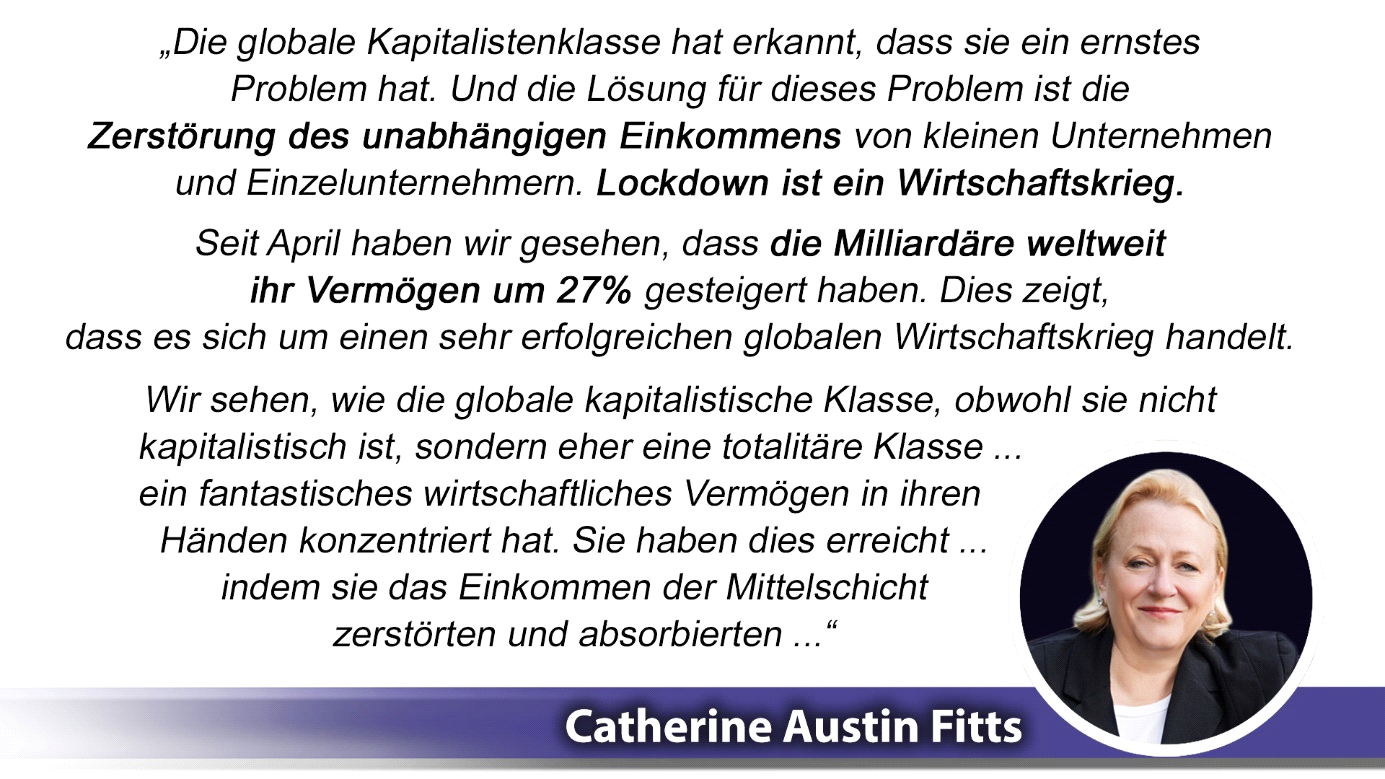 „Die globale Kapitalistenklasse hat erkannt, dass sie ein ernstes
Problem hat. Und die Lösung für dieses Problem ist die
Zerstörung des unabhängigen Einkommens von kleinen Unternehmen
und Einzelunternehmern. Lockdown ist ein Wirtschaftskrieg.
Seit April haben wir gesehen, dass die Milliardäre weltweit
ihr Vermögen um 27% gesteigert haben. Dies zeigt,
dass es sich um einen sehr erfolgreichen globalen Wirtschaftskrieg handelt.
Wir sehen, wie die globale kapitalistische Klasse, obwohl sie nicht
kapitalistisch ist, sondern eher eine totalitäre Klasse ...
ein fantastisches wirtschaftliches Vermögen in ihren
Händen konzentriert hat. Sie haben dies erreicht ...
indem sie das Einkommen der Mittelschicht
zerstörten und absorbierten ...“
Catherine Austin Fitts